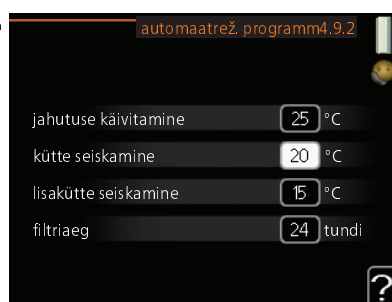 automaatrež. programm4.9.2
jahutuse käivitamine 25 °C
kütte seiskamine 20 °C
lisakütte seiskamine 15 °C
filtriaeg 24 tundi
?